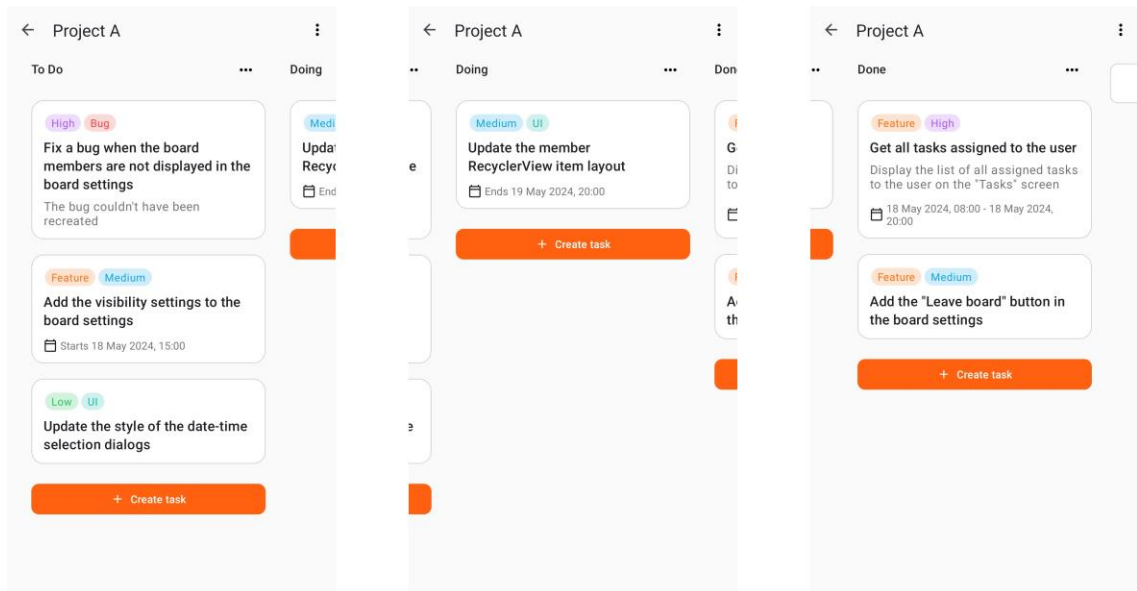 Project A
To Do
Doing
High Bug
Fix a bug when the board
members are not displayed in the
board settings
The bug couldn't have been
recreated
Feature Medium
Add the visibility settings to the
board settings
Starts 18 May 2024, 15:00
Low UI
Update the style of the date-time
selection dialogs
+ Create task
Project A
Doing
Medium UI
Update the member
RecyclerView item layout
Ends 19 May 2024, 20:00
+ Create task
Project A
Done
Feature High
Get all tasks assigned to the user
Display the list of all assigned tasks
to the user on the "Tasks" screen
18 May 2024, 08:00 - 18 May 2024,
20:00
Feature Medium
Add the "Leave board" button in
the board settings
+ Create task